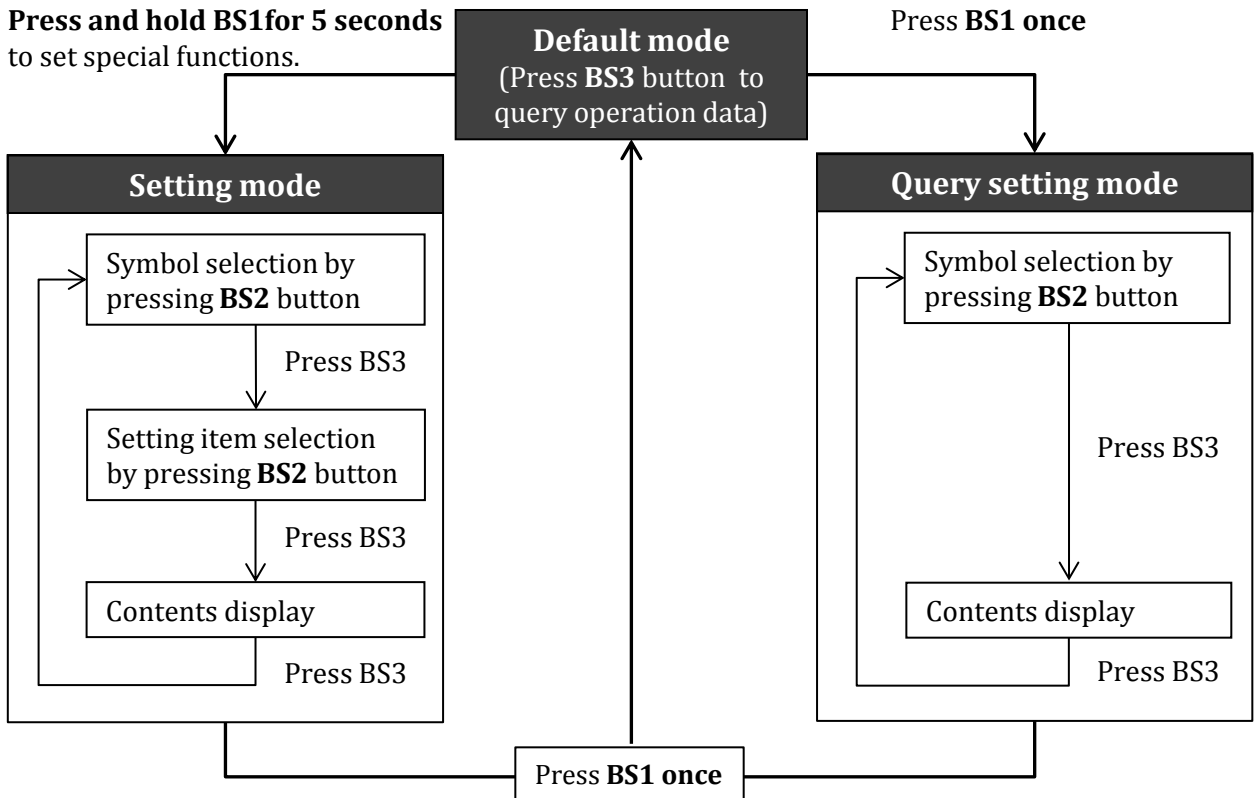 Press and hold BS1for 5 seconds
to set special functions.
Default mode
(Press BS3 button to
query operation data)
Press BS1 once
Setting mode
Symbol selection by
pressing BS2 button
Press BS3
Setting item selection
by pressing BS2 button
Press BS3
Contents display
Press BS3
Query setting mode
Symbol selection by
pressing BS2 button
Press BS3
Contents display
Press BS3
Press BS1 once